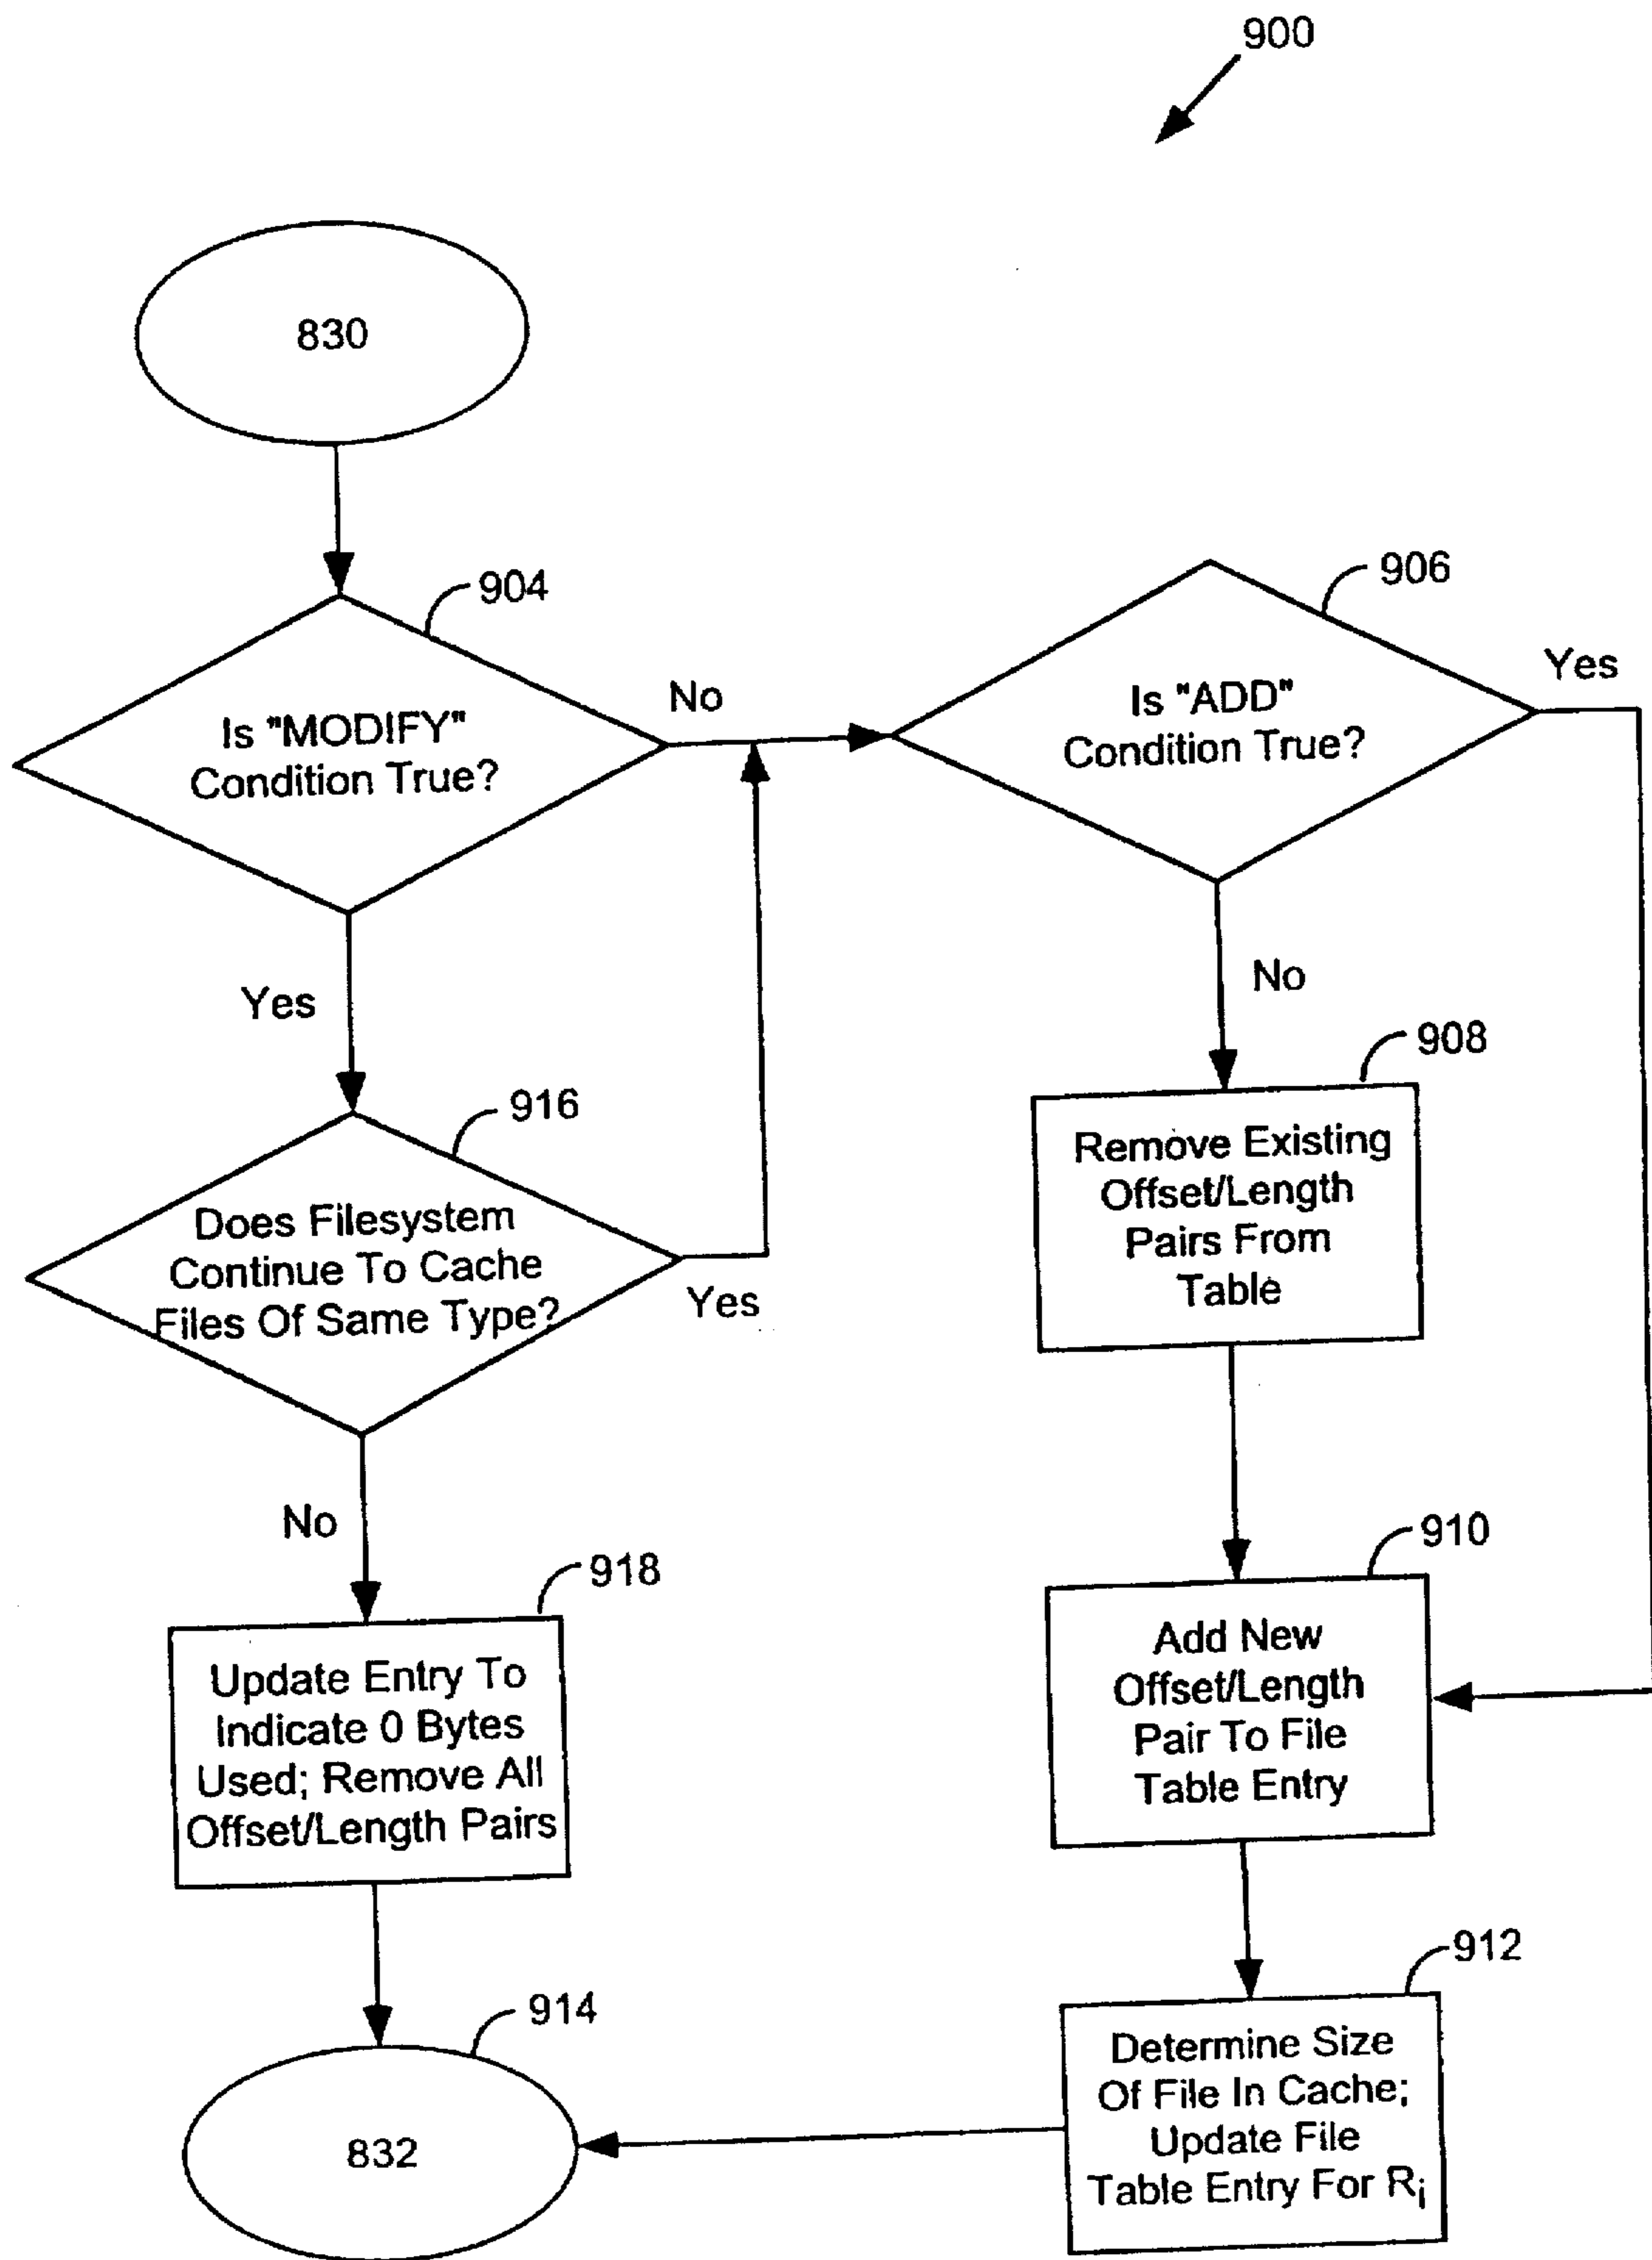 900
830
904
Is "MODIFY"
Condition True?
No
906
Is "ADD"
Condition True?
Yes
Yes
No
916
Does Filesystem
Continue To Cache
Files Of Same Type?
Yes
908
Remove Existing
Offset/Length
Pairs From
Table
No
918
Update Entry To
Indicate 0 Bytes
Used; Remove All
Offset/Length Pairs
910
Add New
Offset/Length
Pair To File
Table Entry
914
832
912
Determine Size
Of File In Cache;
Update File
Table Entry For Ri